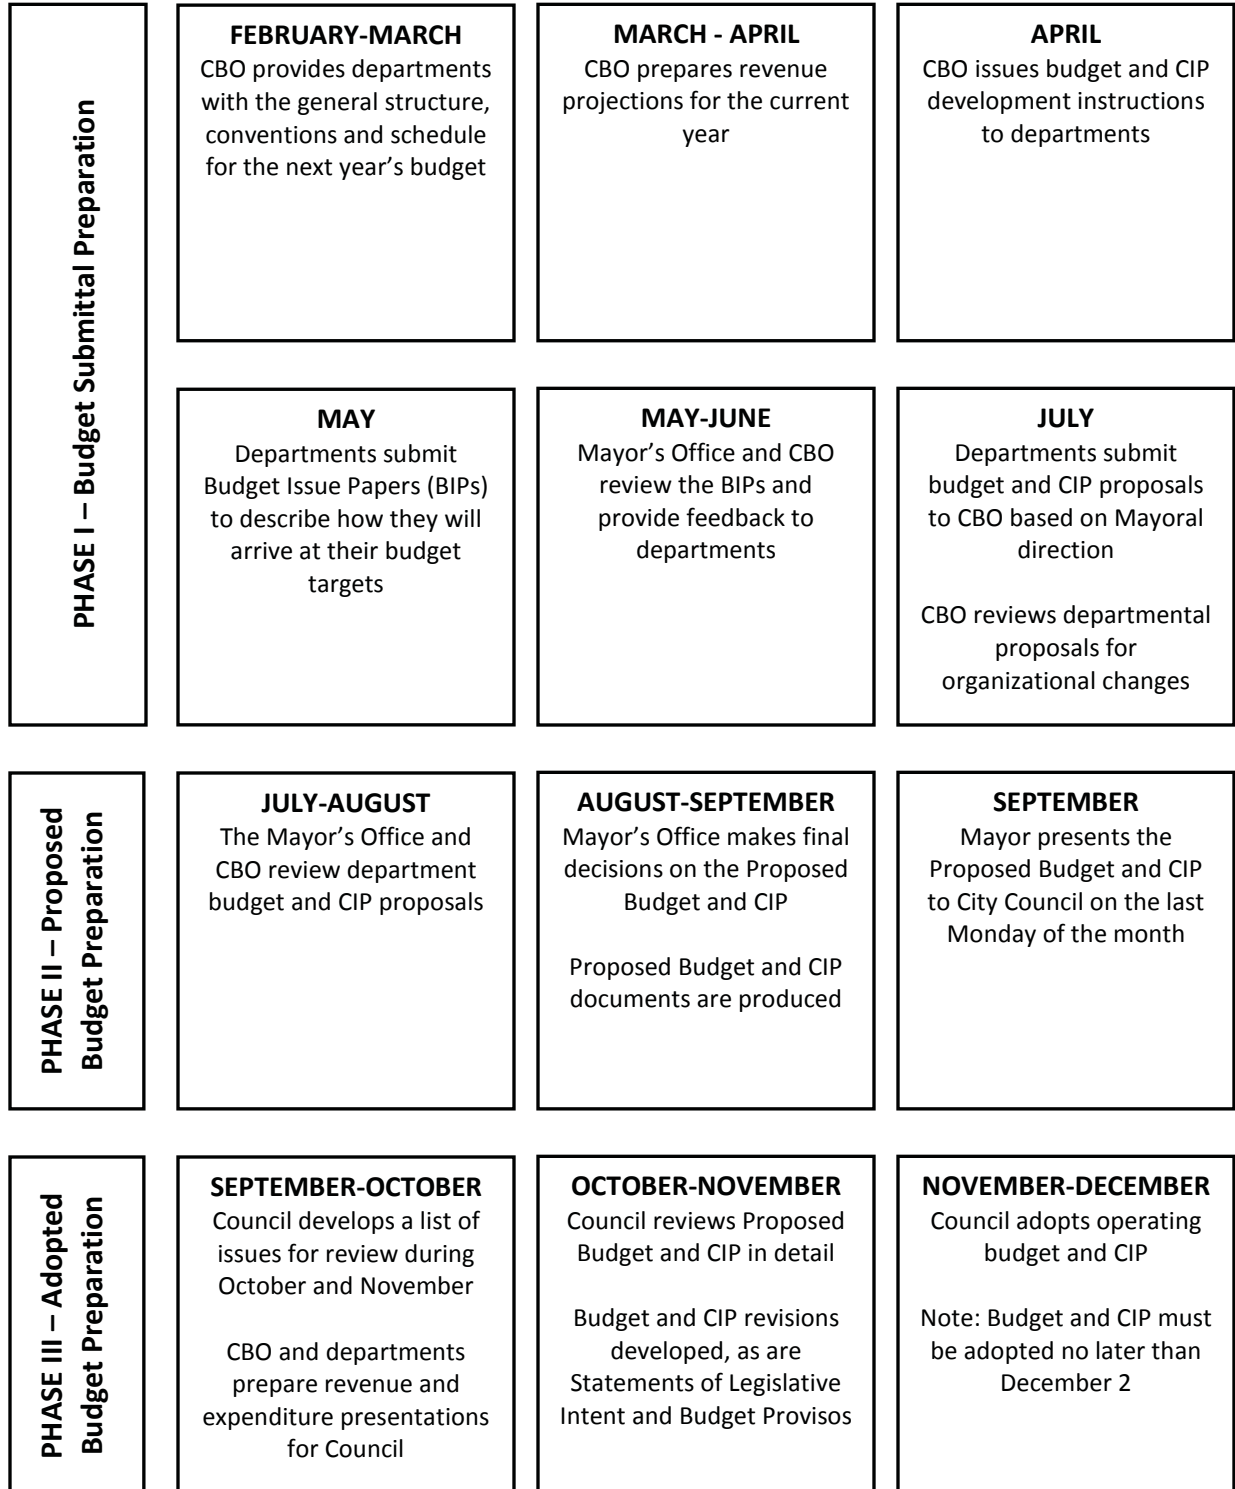 PHASE I – Budget Submittal Preparation
FEBRUARY-MARCH
CBO provides departments
with the general structure,
conventions and schedule
for the next year’s budget
MARCH - APRIL
CBO prepares revenue
projections for the current
year
APRIL
CBO issues budget and CIP
development instructions
to departments
MAY
Departments submit
Budget Issue Papers (BIPs)
to describe how they will
arrive at their budget
targets
MAY-JUNE
Mayor’s Office and CBO
review the BIPs and
provide feedback to
departments
JULY
Departments submit
budget and CIP proposals
to CBO based on Mayoral
direction
CBO reviews departmental
proposals for
organizational changes
PHASE II – Proposed
Budget Preparation
JULY-AUGUST
The Mayor’s Office and
CBO review department
budget and CIP proposals
AUGUST-SEPTEMBER
Mayor’s Office makes final
decisions on the Proposed
Budget and CIP
Proposed Budget and CIP
documents are produced
SEPTEMBER
Mayor presents the
Proposed Budget and CIP
to City Council on the last
Monday of the month
PHASE III – Adopted
Budget Preparation
SEPTEMBER-OCTOBER
Council develops a list of
issues for review during
October and November
CBO and departments
prepare revenue and
expenditure presentations
for Council
OCTOBER-NOVEMBER
Council reviews Proposed
Budget and CIP in detail
Budget and CIP revisions
developed, as are
Statements of Legislative
Intent and Budget Provisos
NOVEMBER-DECEMBER
Council adopts operating
budget and CIP
Note: Budget and CIP must
be adopted no later than
December 2